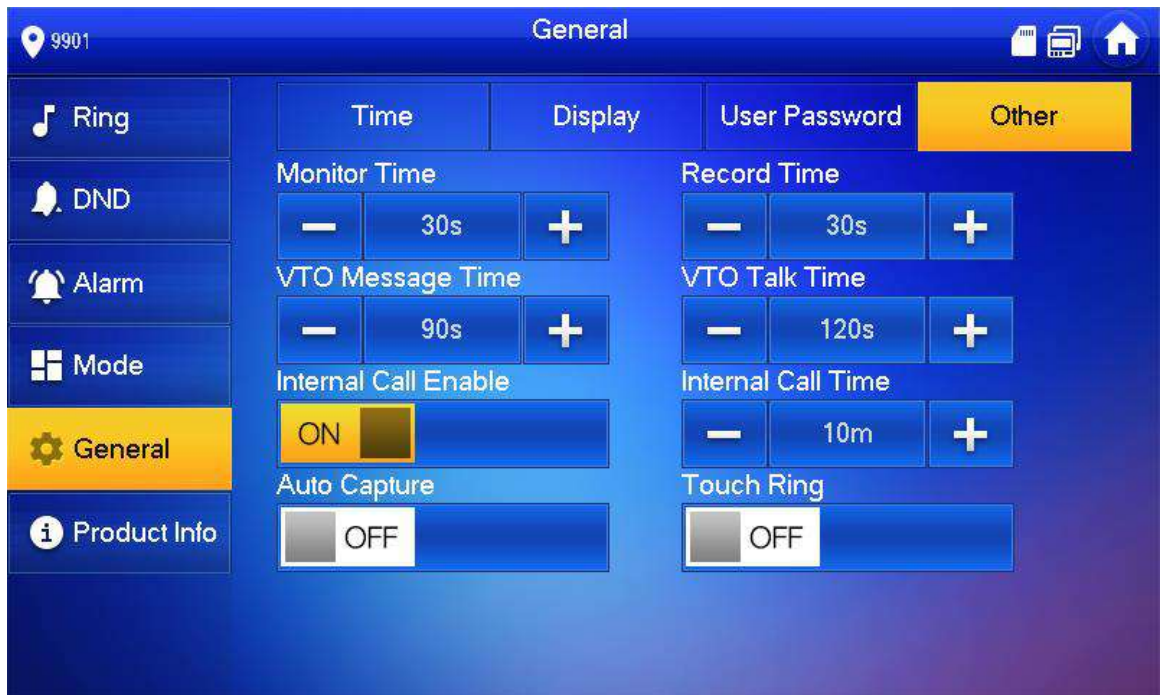 9901
General
Ring
DND
Alarm
Mode
General
Product Info
Time Display User Password Other
Monitor Time Record Time
30s 30s
VTO Message Time VTO Talk Time
90s 120s
Internal Call Enable Internal Call Time
ON 10m
Auto Capture Touch Ring
OFF OFF